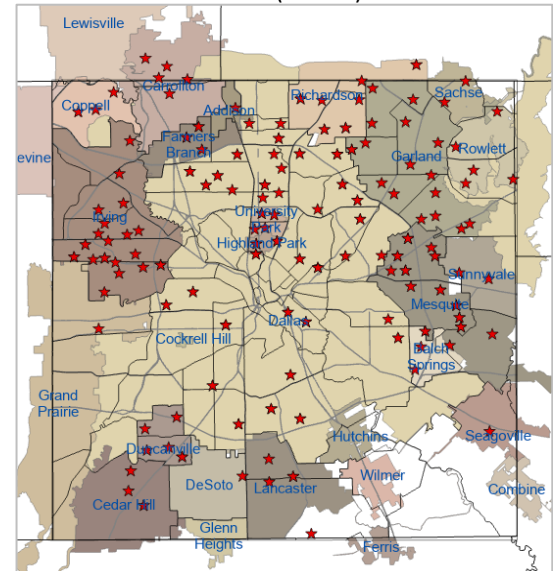 Lewisville
Carrollton
Coppell
Addison
Richardson
Sachse
Farmers
Branch
Garland
Rowlett
evine
Irving
University
Park
Highland Park
Sunnyvale
Mesquite
Dallas
Cockrell Hill
Balch
Springs
Grand
Prairie
Hutchins
Seagoville
Duncanville
DeSoto
Lancaster
Wilmer
Combine
Cedar Hill
Glenn
Heights
Ferris